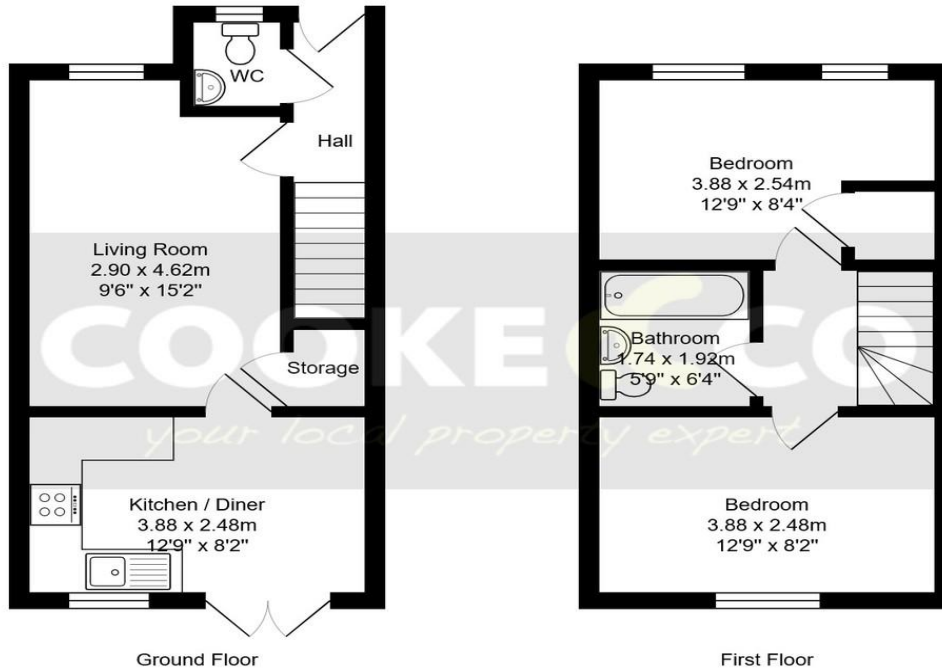 WC
Hall
Living Room
2.90 x 4.62m
9'6" x 15'2"
Storage
Kitchen / Diner
3.88 x 2.48m
12'9" x 8'2"
Ground Floor
Bedroom
3.88 x 2.54m
12'9" x 8'4"
Bathroom
1.74 x 1.92m
5'9" x 6'4"
Bedroom
3.88 x 2.48m
12'9" x 8'2"
First Floor
COOKE & CO
your local property expert